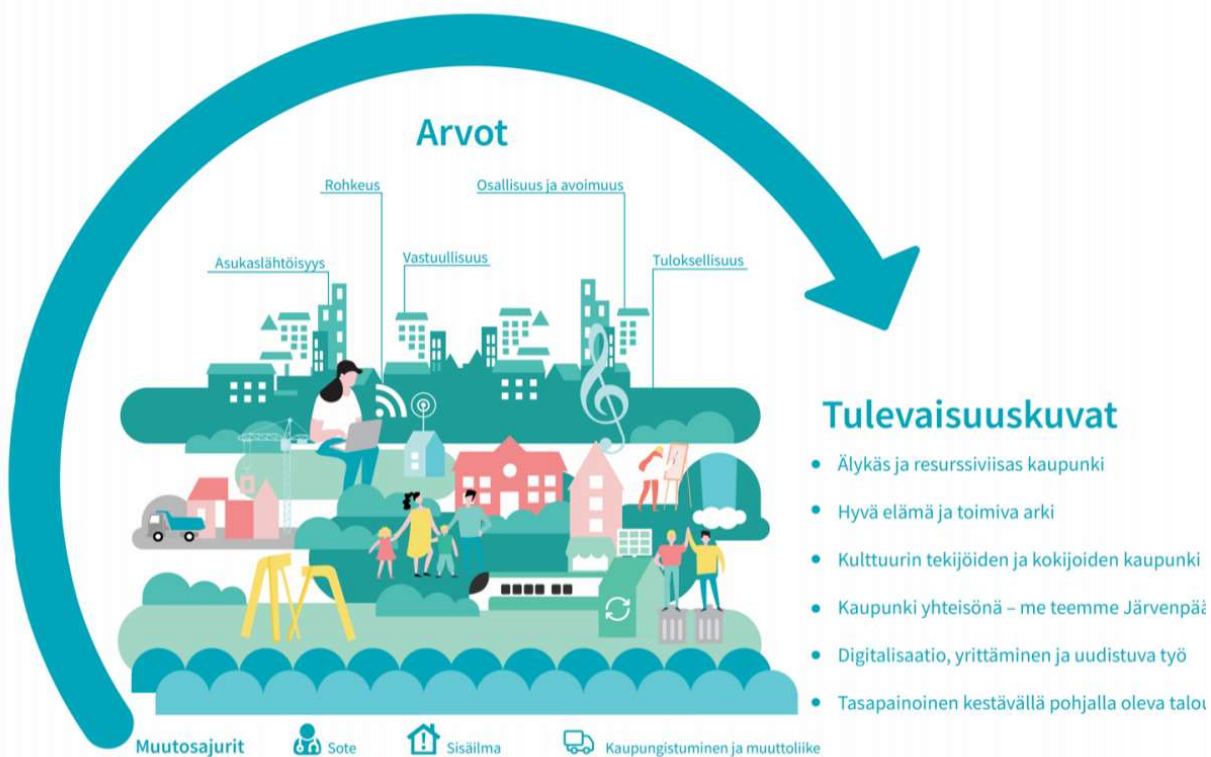 Arvot
Rohkeus
Osallisuus ja avoimuus
Asukaslähtöisyys
Vastuullisuus
Tuloksellisuus
Tulevaisuuskuvat
• Älykäs ja resurssiviisas kaupunki
• Hyvä elämä ja toimiva arki
• Kulttuurin tekijöiden ja kokijoiden kaupunki
• Kaupunki yhteisönä – me teemme Järvenpää
• Digitalisaatio, yrittäminen ja uudistuva työ
• Tasapainoinen kestävällä pohjalla oleva talou
Muutosajurit Sote Sisäilma Kaupungistuminen ja muuttoliike